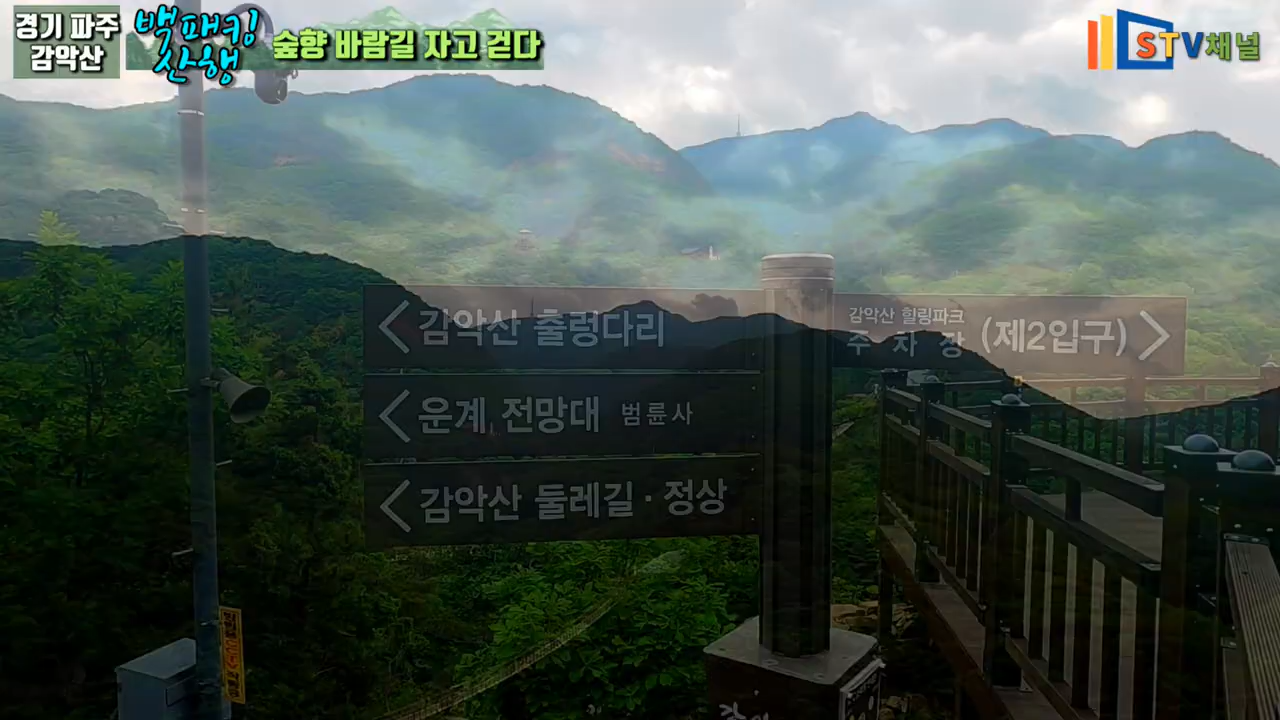 경기 파주
감악산
백패킹
산행
숲향 바람길 자고 걷다
STV채널
감악산 출렁다리
운계 전망대 범륜사
감악산 둘레길·정상
감악산 힐링파크
주 차 장 (제2입구)